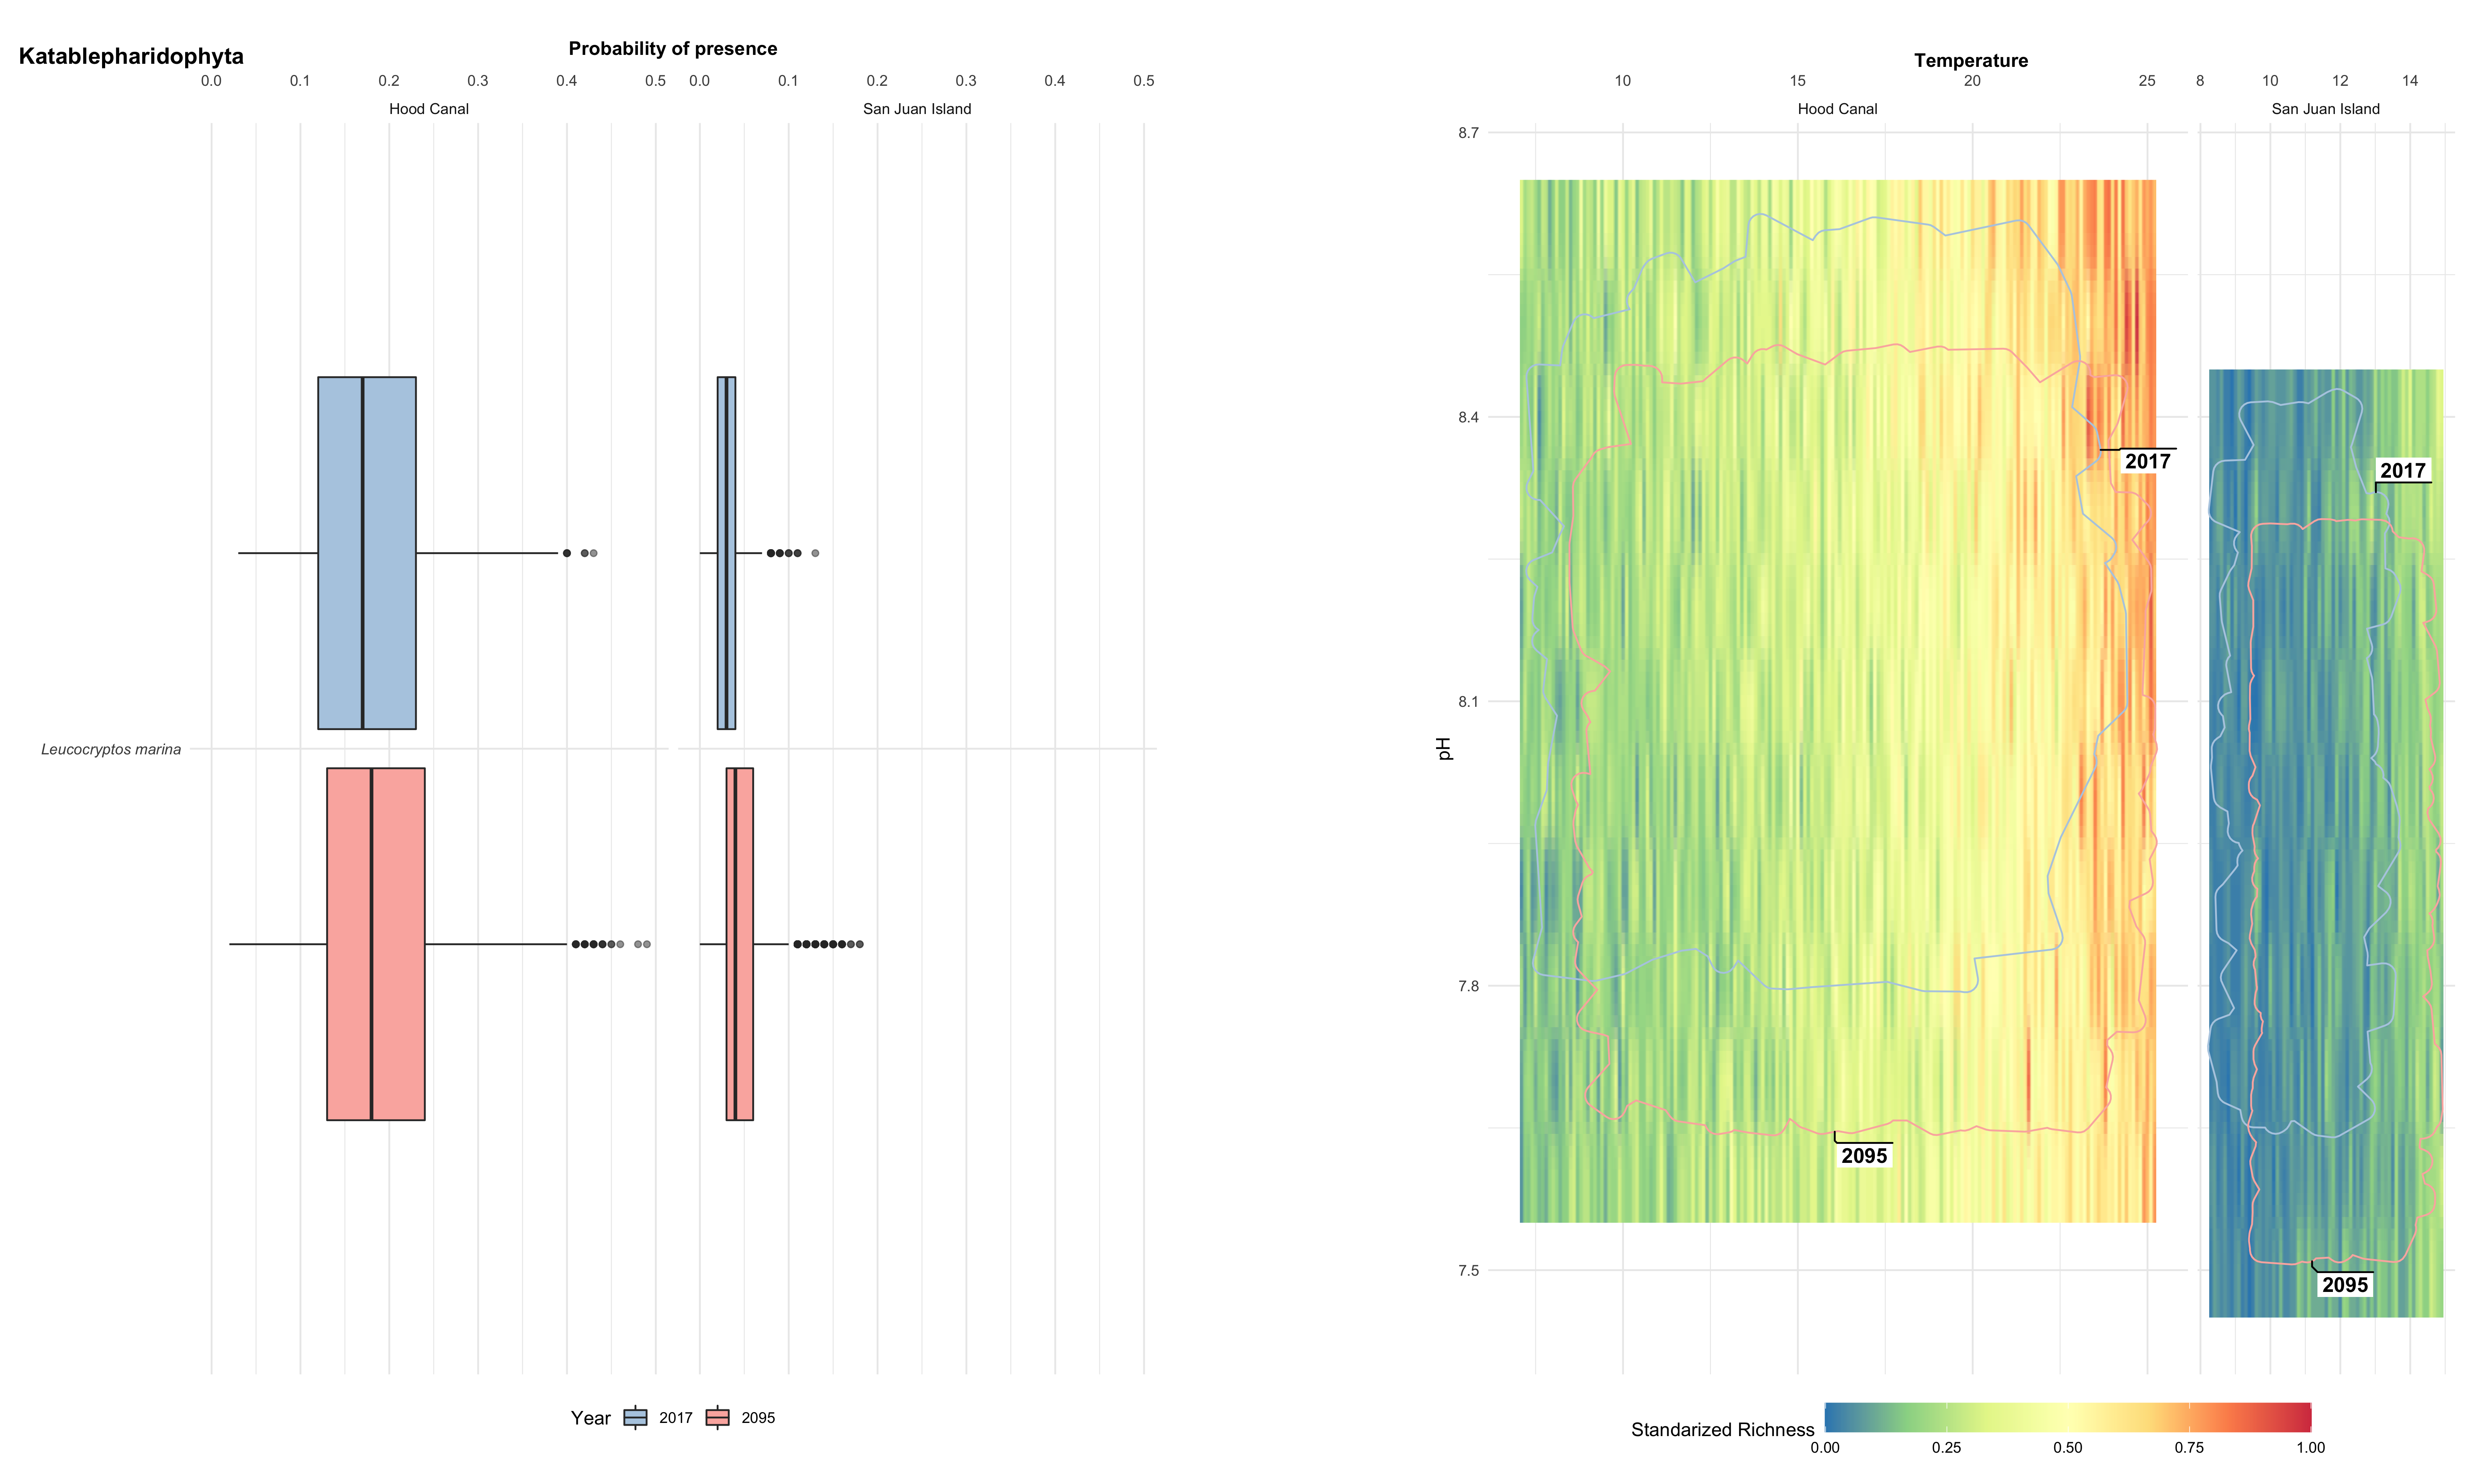 Katablepharidophyta
Probability of presence
0.0 0.1 0.2 0.3 0.4 0.5 0.0 0.1 0.2 0.3 0.4 0.5
Hood Canal San Juan Island
Leucocryptos marina
Year 2017 2095
Temperature
10 15 20 25 8 10 12 14
Hood Canal San Juan Island
8.7
8.4
8.1
7.8
7.5
pH
2017
2017
2095
2095
Standarized Richness
0.00 0.25 0.50 0.75 1.00